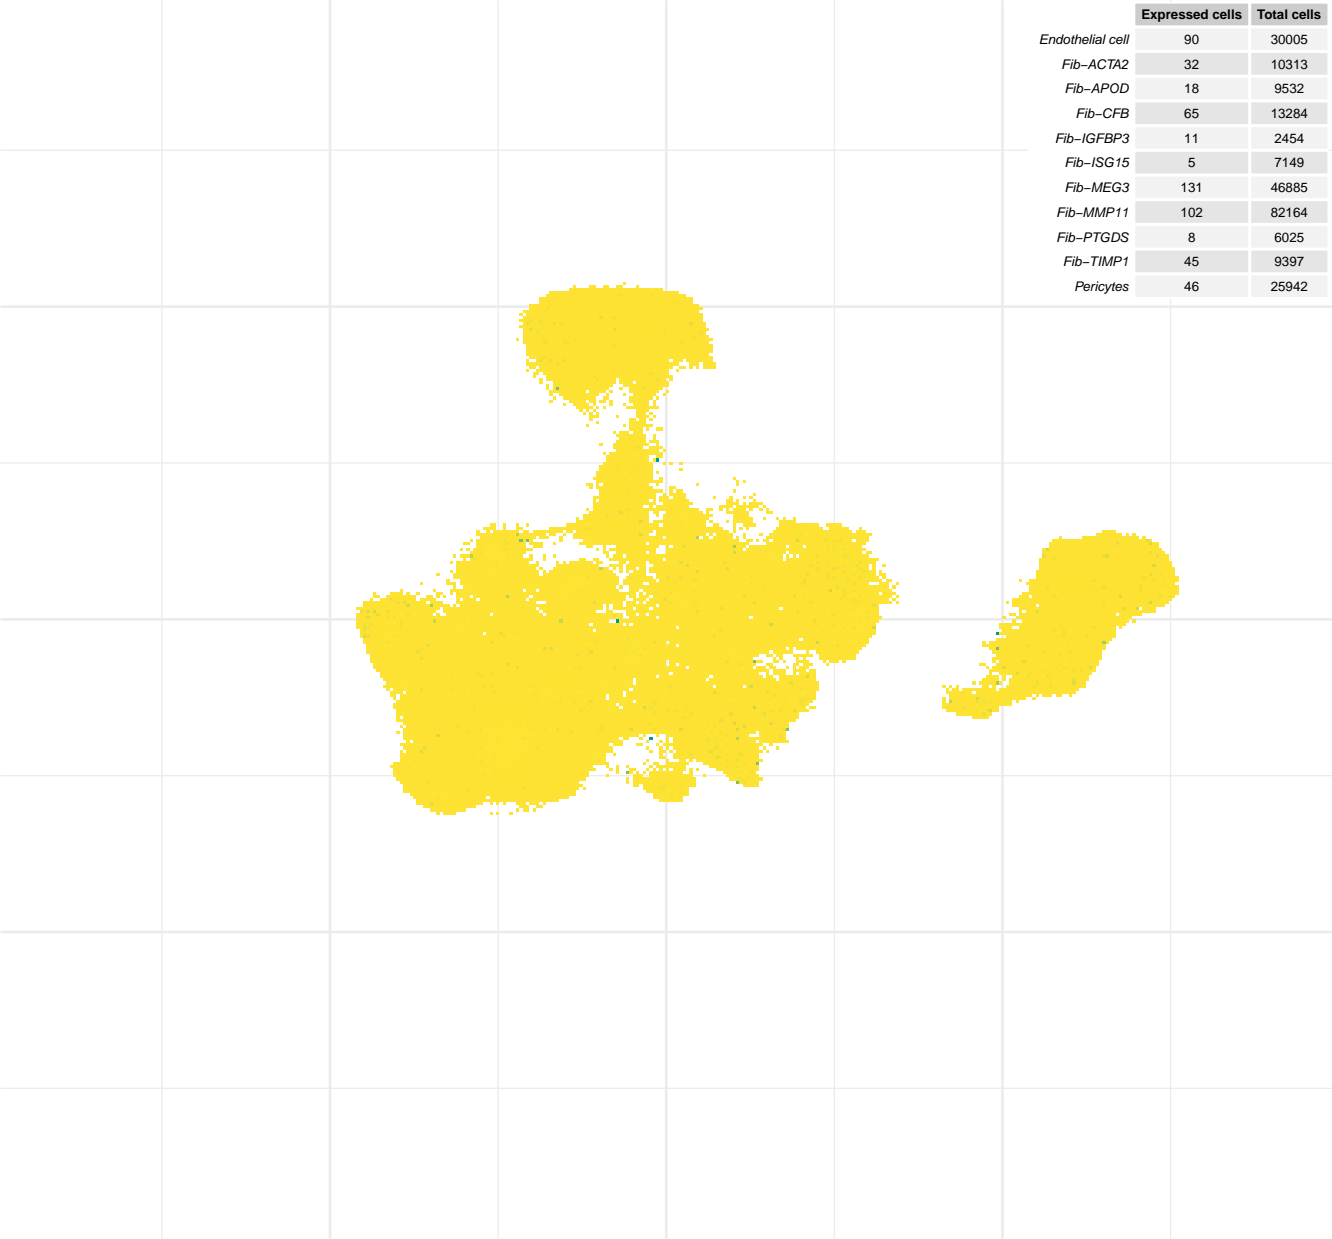 Expressed cells Total cells
Endothelial cell 90 30005
Fib−ACTA2 32 10313
Fib−APOD 18 9532
Fib−CFB 65 13284
Fib−IGFBP3 11 2454
Fib−ISG15 5 7149
Fib−MEG3 131 46885
Fib−MMP11 102 82164
Fib−PTGDS 8 6025
Fib−TIMP1 45 9397
Pericytes 46 25942